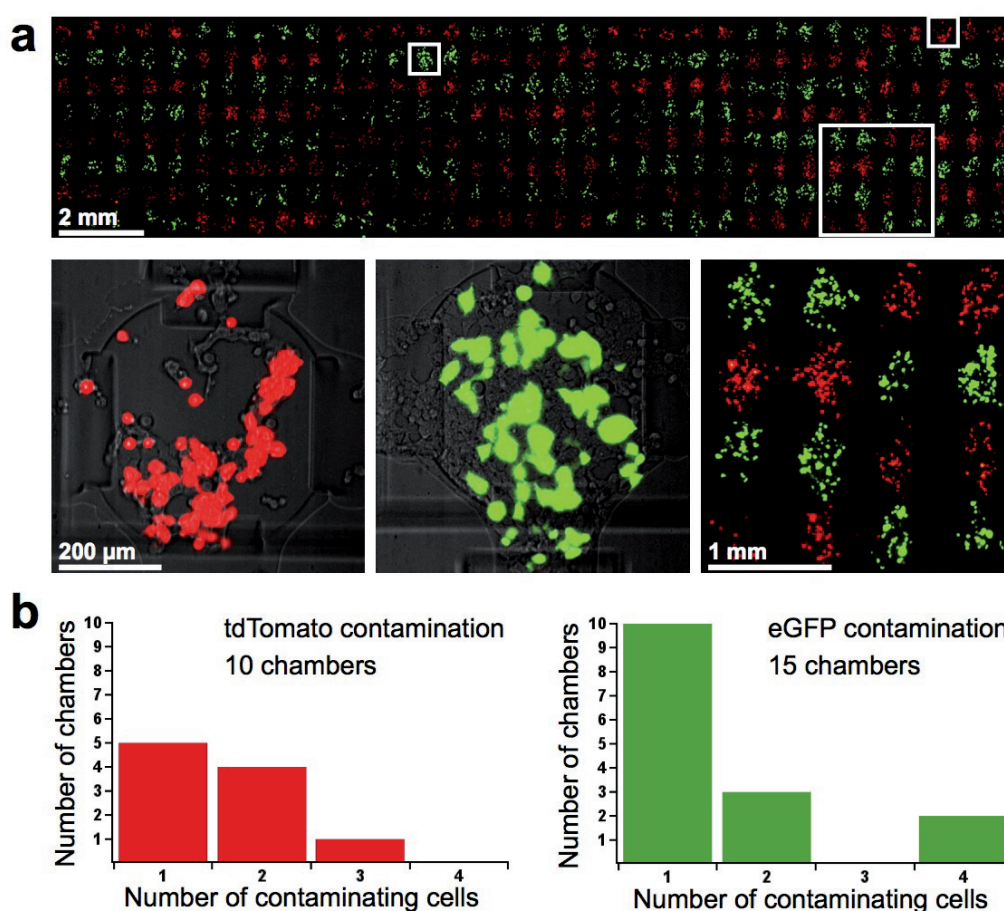 a
2 mm
200 µm
1 mm
b
tdTomato contamination
10 chambers
Number of chambers
10
9
8
7
6
5
4
3
2
1
1 2 3 4
Number of contaminating cells
eGFP contamination
15 chambers
Number of chambers
10
9
8
7
6
5
4
3
2
1
1 2 3 4
Number of contaminating cells